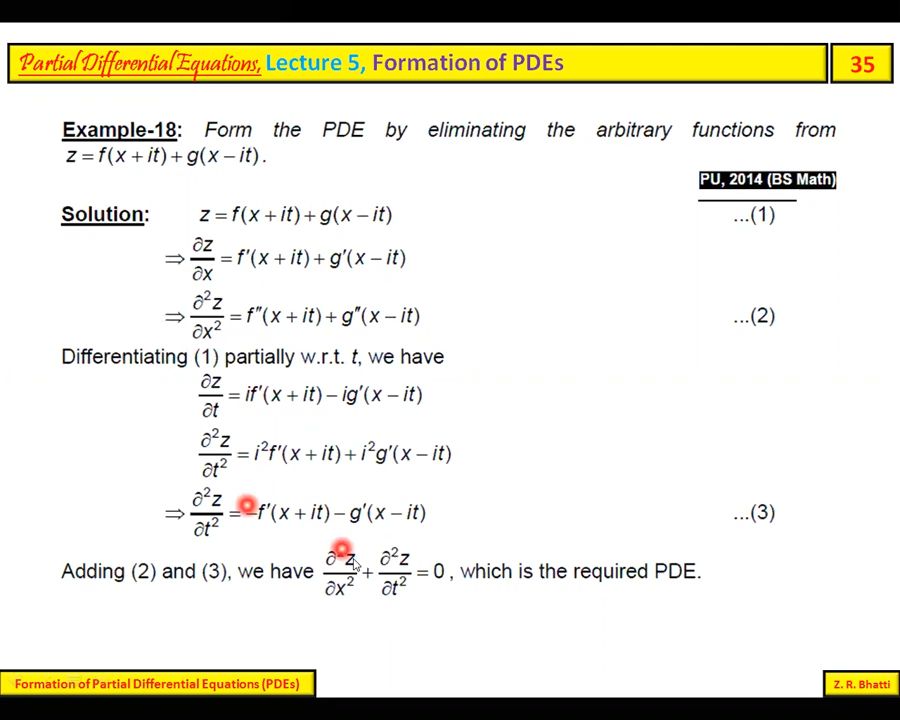 Partial Differential Equations, Lecture 5, Formation of PDEs 35
Example-18: Form the PDE by eliminating the arbitrary functions from
z = f(x + it) + g(x − it).
PU, 2014 (BS Math)
Solution: z = f(x + it) + g(x − it) ...(1)
⇒ ∂z/∂x = f′(x + it) + g′(x − it)
⇒ ∂²z/∂x² = f″(x + it) + g″(x − it) ...(2)
Differentiating (1) partially w.r.t. t, we have
∂z/∂t = if′(x + it) − ig′(x − it)
∂²z/∂t² = i²f′(x + it) + i²g′(x − it)
⇒ ∂²z/∂t² = −f′(x + it) − g′(x − it) ...(3)
Adding (2) and (3), we have ∂²z/∂x² + ∂²z/∂t² = 0, which is the required PDE.
Formation of Partial Differential Equations (PDEs) Z. R. Bhatti